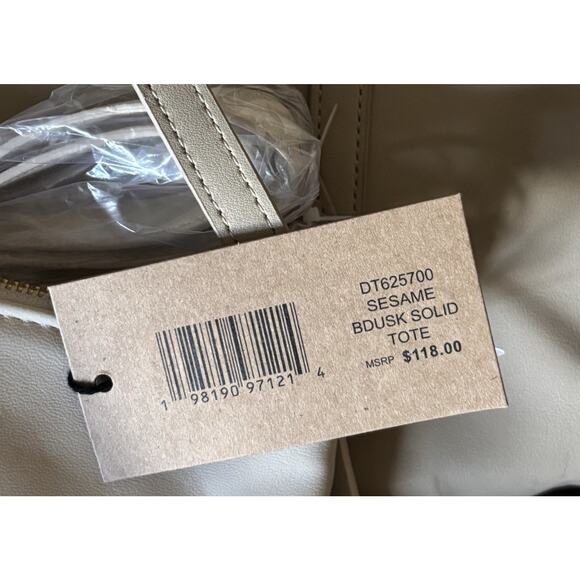 DT625700
SESAME
BDUSK SOLID
TOTE
MSRP $118.00
1 98190 97121 4